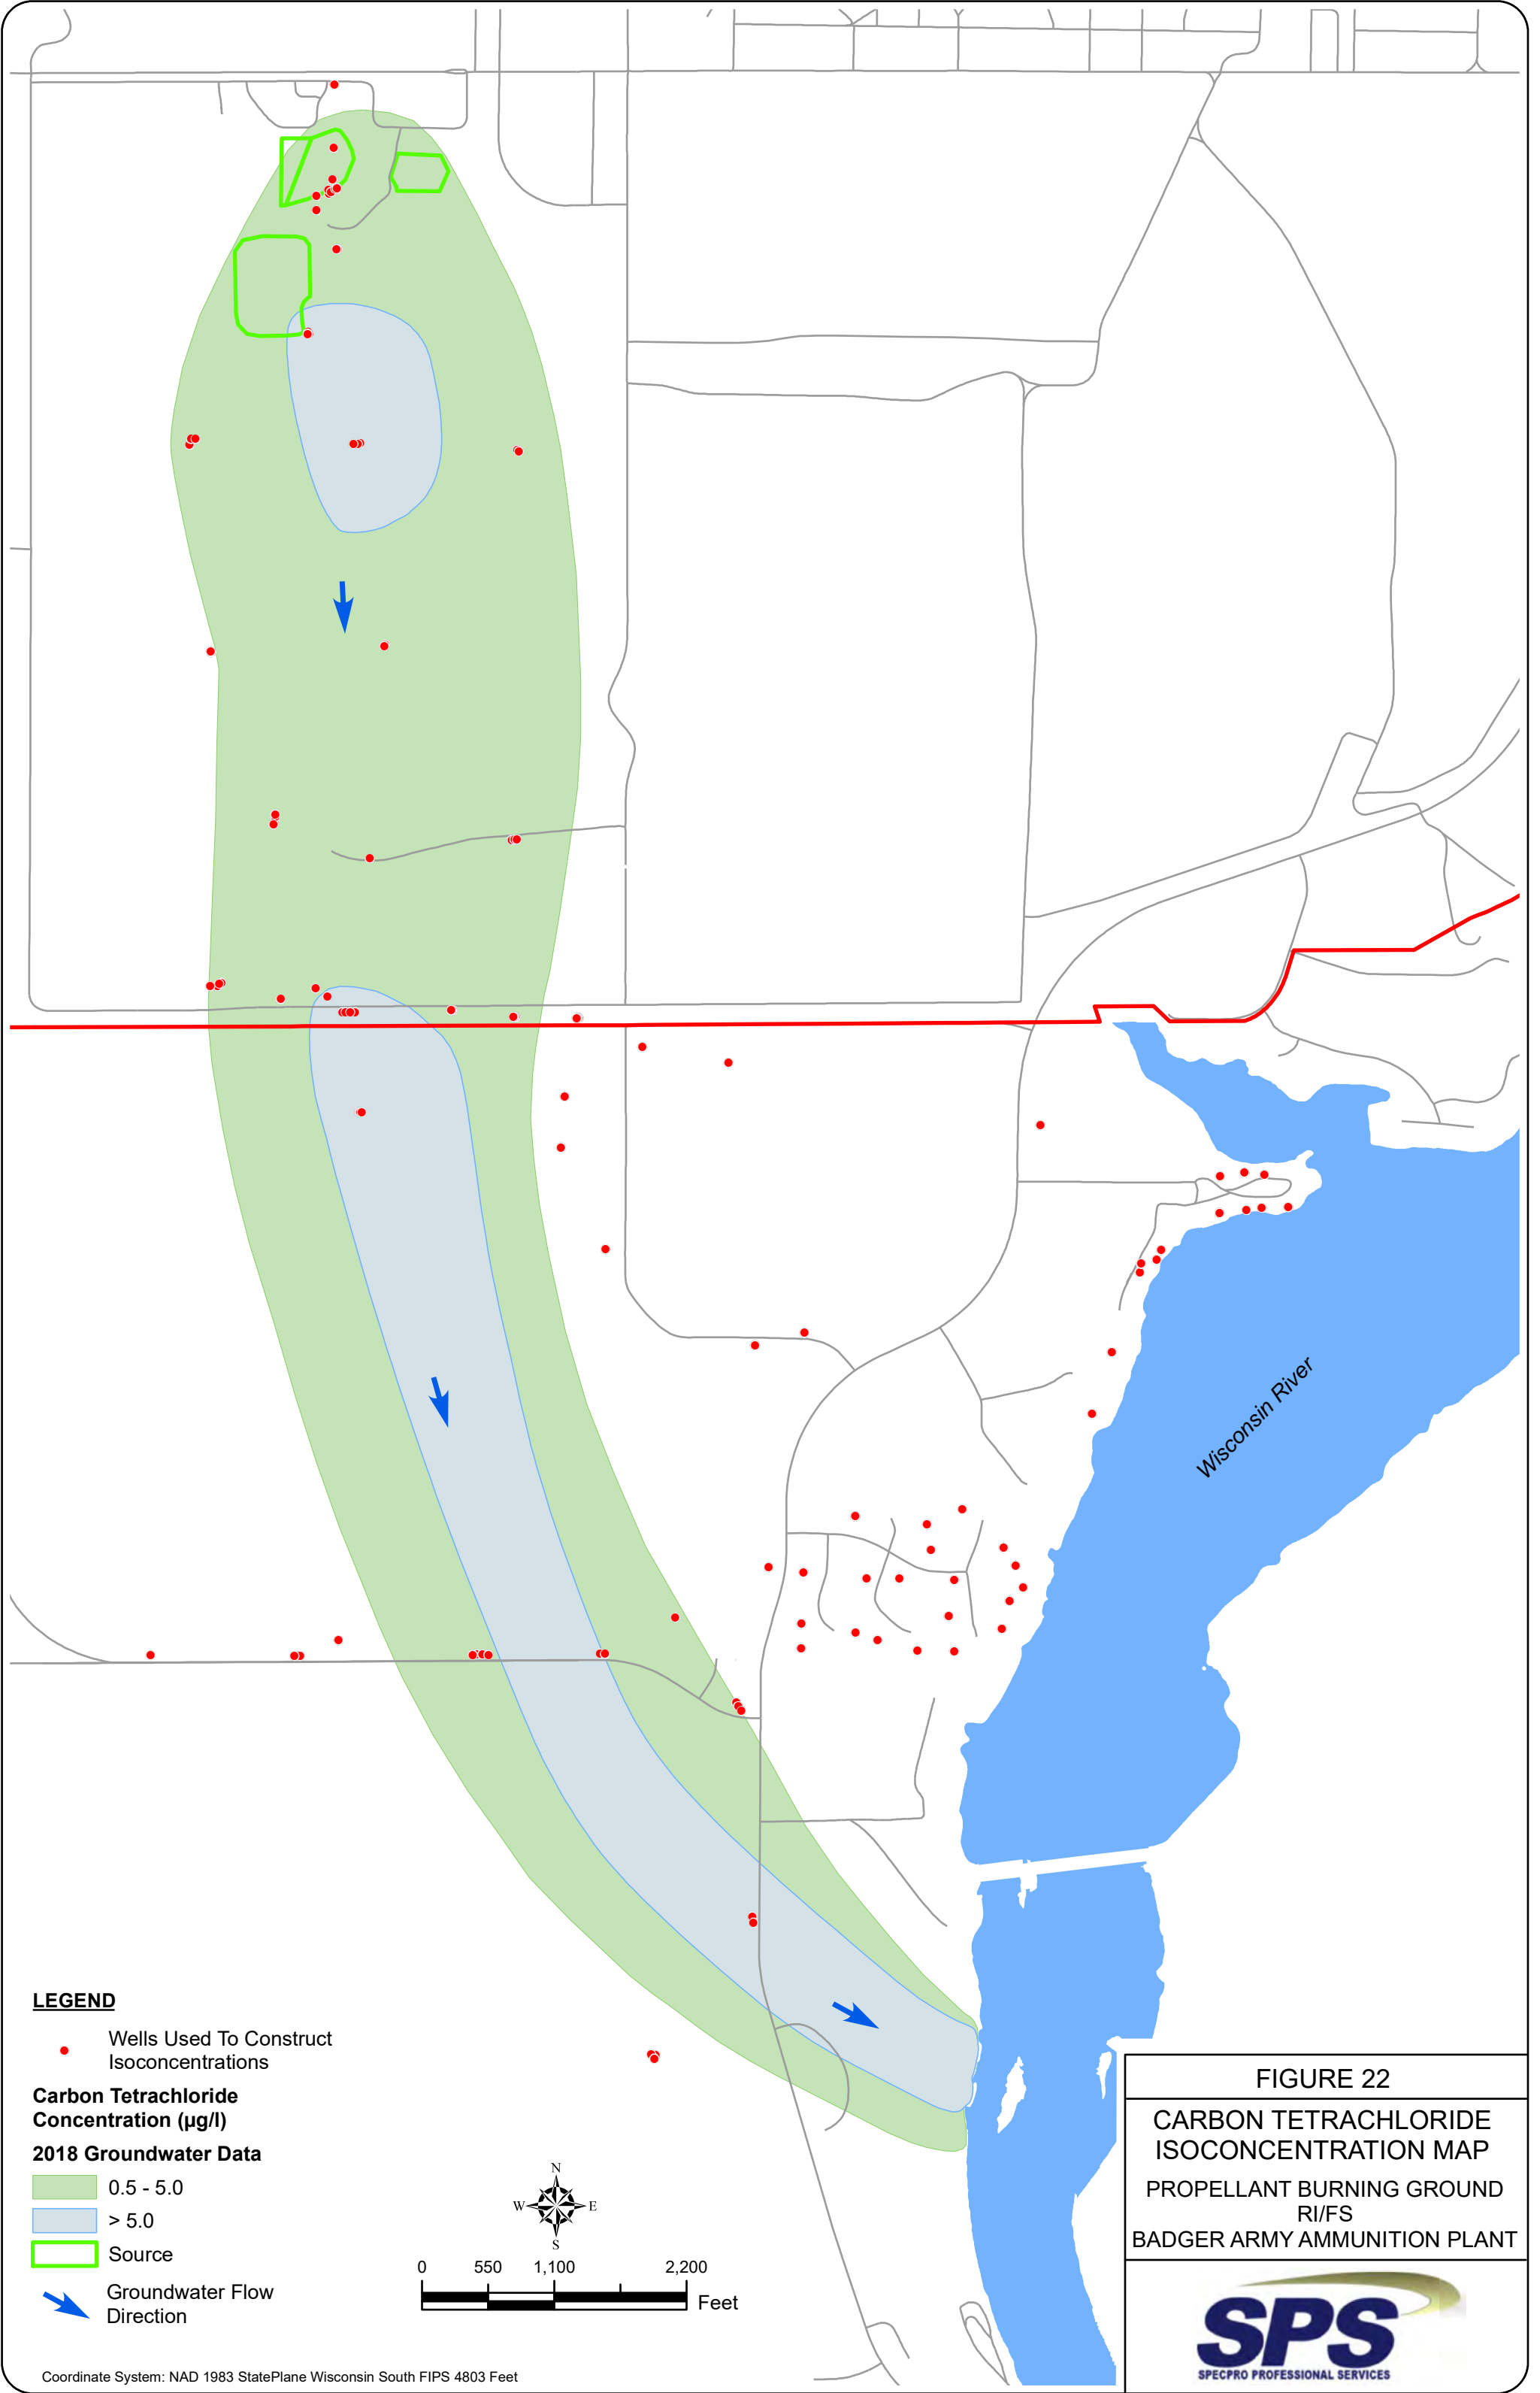 Wisconsin River
LEGEND
Wells Used To Construct
Isoconcentrations
Carbon Tetrachloride
Concentration (µg/l)
2018 Groundwater Data
0.5 - 5.0
> 5.0
Source
Groundwater Flow
Direction
N
W E
S
0 550 1,100 2,200
Feet
Coordinate System: NAD 1983 StatePlane Wisconsin South FIPS 4803 Feet
FIGURE 22
CARBON TETRACHLORIDE
ISOCONCENTRATION MAP
PROPELLANT BURNING GROUND
RI/FS
BADGER ARMY AMMUNITION PLANT
SPS
SPECPRO PROFESSIONAL SERVICES